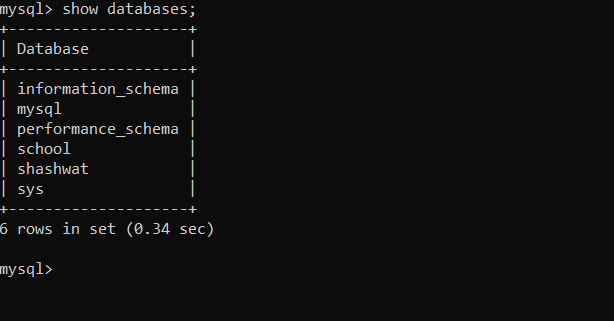 mysql> show databases;
+--------------------+
| Database           |
+--------------------+
| information_schema |
| mysql              |
| performance_schema |
| school             |
| shashwat           |
| sys                |
+--------------------+
6 rows in set (0.34 sec)
mysql>